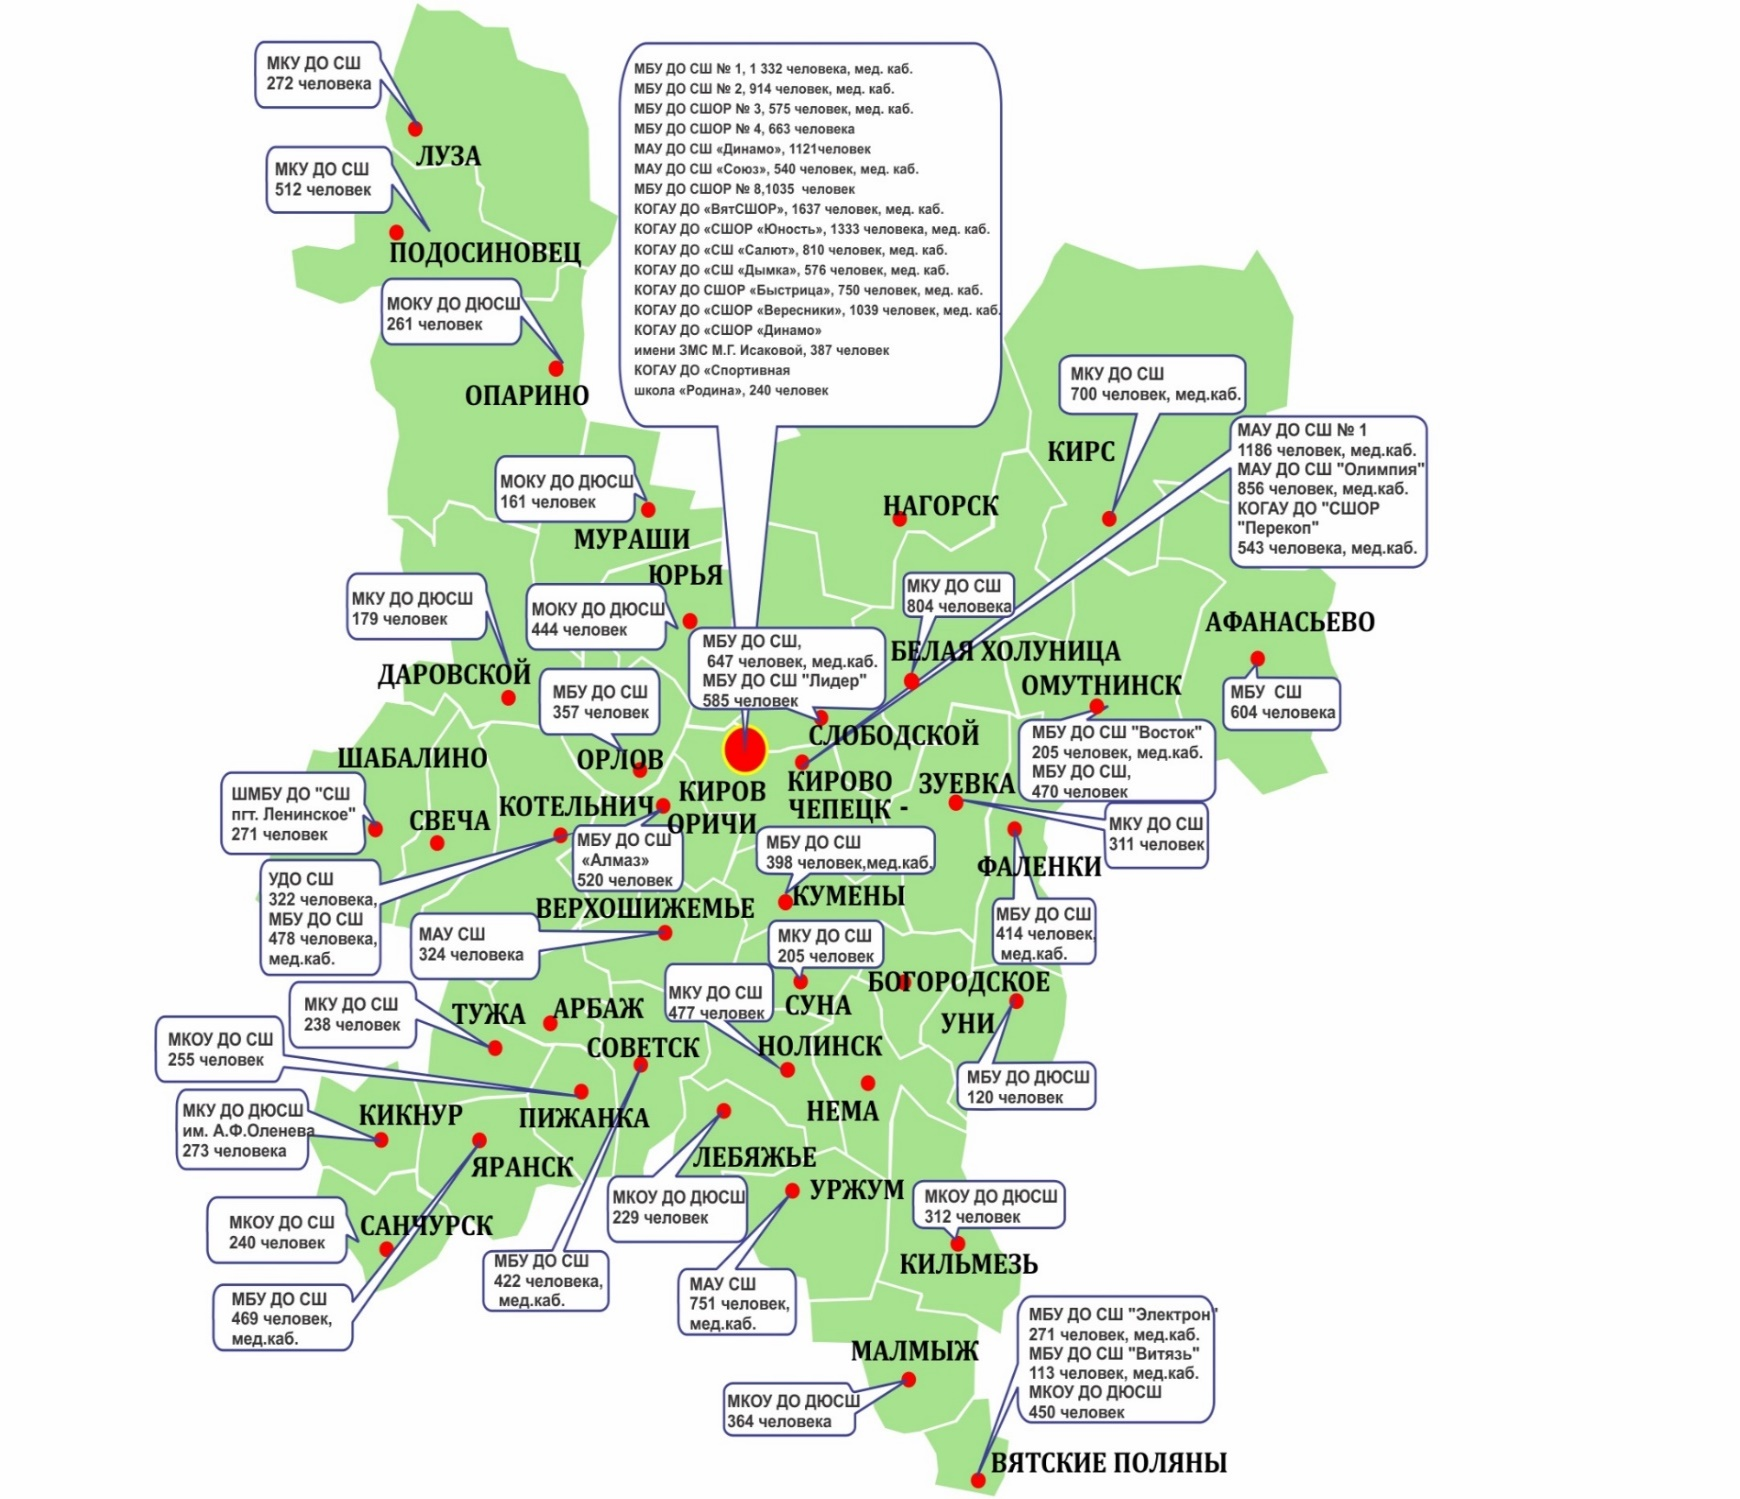 МКУ ДО СШ
272 человека
ЛУЗА
МКУ ДО СШ
512 человек
ПОДОСИНОВЕЦ
МОКУ ДО ДЮСШ
261 человек
ОПАРИНО
МБУ ДО СШ № 1, 1 332 человека, мед. каб.
МБУ ДО СШ № 2, 914 человек, мед. каб.
МБУ ДО СШОР № 3, 575 человек, мед. каб.
МБУ ДО СШОР № 4, 663 человека
МАУ ДО СШ «Динамо», 1121человек
МАУ ДО СШ «Союз», 540 человек, мед. каб.
МБУ ДО СШОР № 8,1035 человек
КОГАУ ДО «ВятСШОР», 1637 человек, мед. каб.
КОГАУ ДО «СШОР «Юность», 1333 человека, мед. каб.
КОГАУ ДО «СШ «Салют», 810 человек, мед. каб.
КОГАУ ДО «СШ «Дымка», 576 человек, мед. каб.
КОГАУ ДО СШОР «Быстрица», 750 человек, мед. каб.
КОГАУ ДО «СШОР «Вересники», 1039 человек, мед. каб.
КОГАУ ДО «СШОР «Динамо»
имени ЗМС М.Г. Исаковой, 387 человек
КОГАУ ДО «Спортивная
школа «Родина», 240 человек
МКУ ДО СШ
700 человек, мед.каб.
КИРС
МАУ ДО СШ № 1
1186 человек, мед.каб.
МАУ ДО СШ "Олимпия"
856 человек, мед.каб.
КОГАУ ДО "СШОР
"Перекоп"
543 человека, мед.каб.
МОКУ ДО ДЮСШ
161 человек
МУРАШИ
НАГОРСК
ЮРЬЯ
МОКУ ДО ДЮСШ
444 человек
МКУ ДО ДЮСШ
179 человек
ДАРОВСКОЙ
МКУ ДО СШ
804 человека
БЕЛАЯ ХОЛУНИЦА
АФАНАСЬЕВО
МБУ СШ
604 человека
МБУ ДО СШ,
647 человек, мед.каб.
МБУ ДО СШ "Лидер"
585 человек
СЛОБОДСКОЙ
ОМУТНИНСК
МБУ ДО СШ "Восток"
205 человек, мед.каб.
МБУ ДО СШ,
470 человек
МБУ ДО СШ
357 человек
ОРЛОВ
ШАБАЛИНО
ШМБУ ДО "СШ
пгт. Ленинское"
271 человек
СВЕЧА
КОТЕЛЬНИЧ
КИРОВ
ОРИЧИ
КИРОВО
ЧЕПЕЦК -
ЗУЕВКА
МКУ ДО СШ
311 человек
МБУ ДО СШ
«Алмаз»
520 человек
МБУ ДО СШ
398 человек,мед.каб.
ФАЛЕНКИ
УДО СШ
322 человека,
МБУ ДО СШ
478 человека,
мед.каб.
КУМЕНЫ
ВЕРХОШИЖЕМЬЕ
МАУ СШ
324 человека
МБУ ДО СШ
414 человек,
мед.каб.
МКУ ДО СШ
205 человек
СУНА
БОГОРОДСКОЕ
МКУ ДО СШ
477 человек
МКУ ДО СШ
238 человек
ТУЖА
АРБАЖ
УНИ
МКОУ ДО СШ
255 человек
СОВЕТСК
НОЛИНСК
МБУ ДО ДЮСШ
120 человек
МКУ ДО ДЮСШ
им. А.Ф.Оленева
273 человека
КИКНУР
ПИЖАНКА
НЕМА
ЯРАНСК
ЛЕБЯЖЬЕ
МКОУ ДО ДЮСШ
229 человек
УРЖУМ
МКОУ ДО ДЮСШ
312 человек
КИЛЬМЕЗЬ
МКОУ ДО СШ
240 человек
САНЧУРСК
МБУ ДО СШ
422 человека,
мед.каб.
МБУ ДО СШ
469 человек,
мед.каб.
МАУ СШ
751 человек,
мед.каб.
МАЛМЫЖ
МКОУ ДО ДЮСШ
364 человека
МБУ ДО СШ "Электрон"
271 человек, мед.каб.
МБУ ДО СШ "Витязь"
113 человек, мед.каб.
МКОУ ДО ДЮСШ
450 человек
ВЯТСКИЕ ПОЛЯНЫ